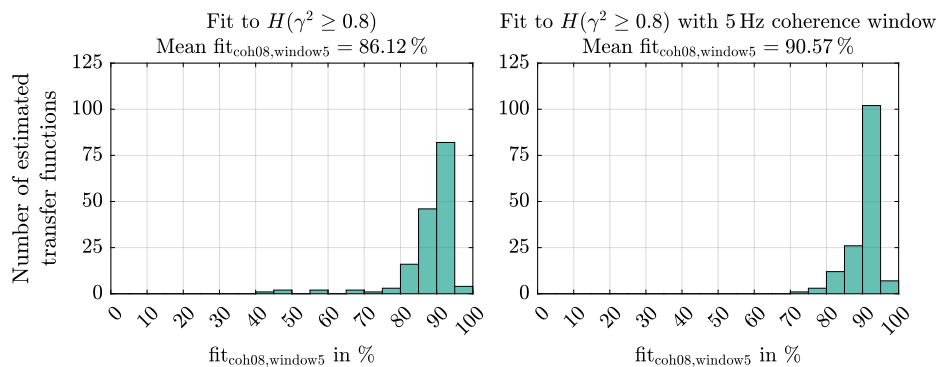 Fit to H(γ² ≥ 0.8)
Mean fit_coh08,window5 = 86.12 %
Number of estimated
transfer functions
125
100
75
50
25
0
0 10 20 30 40 50 60 70 80 90 100
fit_coh08,window5 in %
Fit to H(γ² ≥ 0.8) with 5 Hz coherence window
Mean fit_coh08,window5 = 90.57 %
125
100
75
50
25
0
0 10 20 30 40 50 60 70 80 90 100
fit_coh08,window5 in %